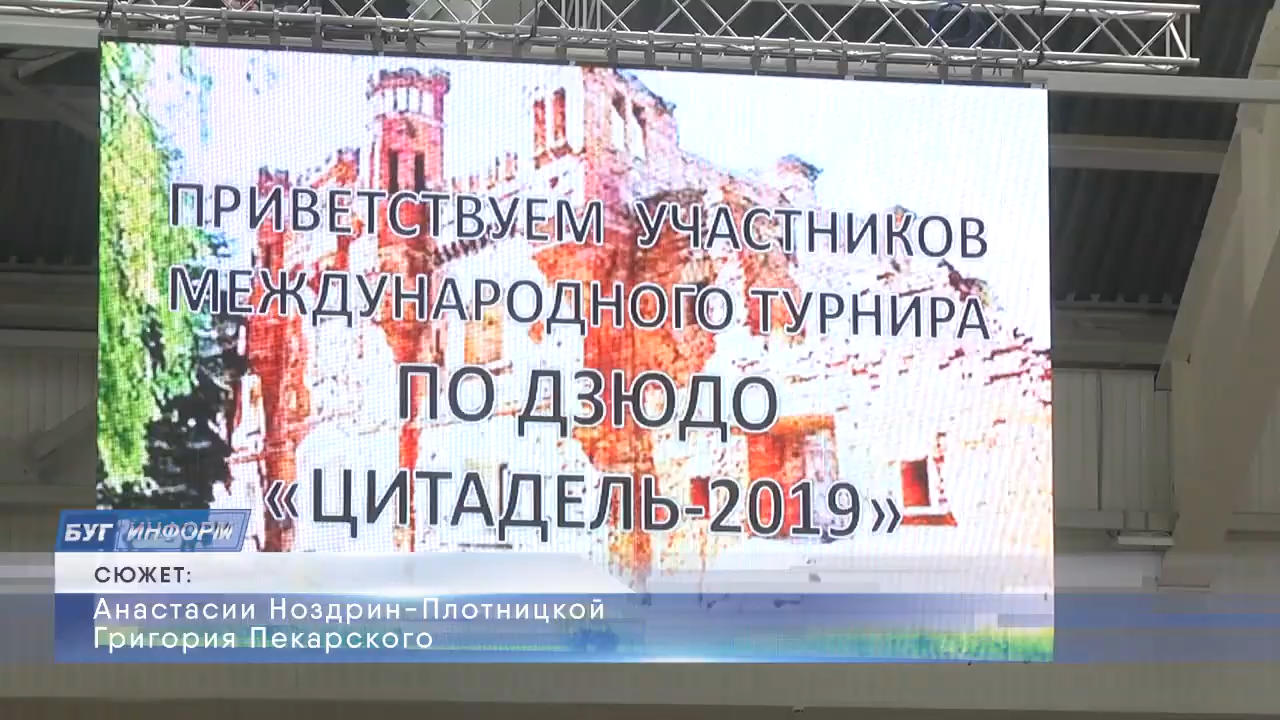 ПРИВЕТСТВУЕМ УЧАСТНИКОВ
МЕЖДУНАРОДНОГО ТУРНИРА
ПО ДЗЮДО
«ЦИТАДЕЛЬ-2019»
БУГ ИНФОРМ
СЮЖЕТ:
Анастасии Ноздрин-Плотницкой
Григория Пекарского